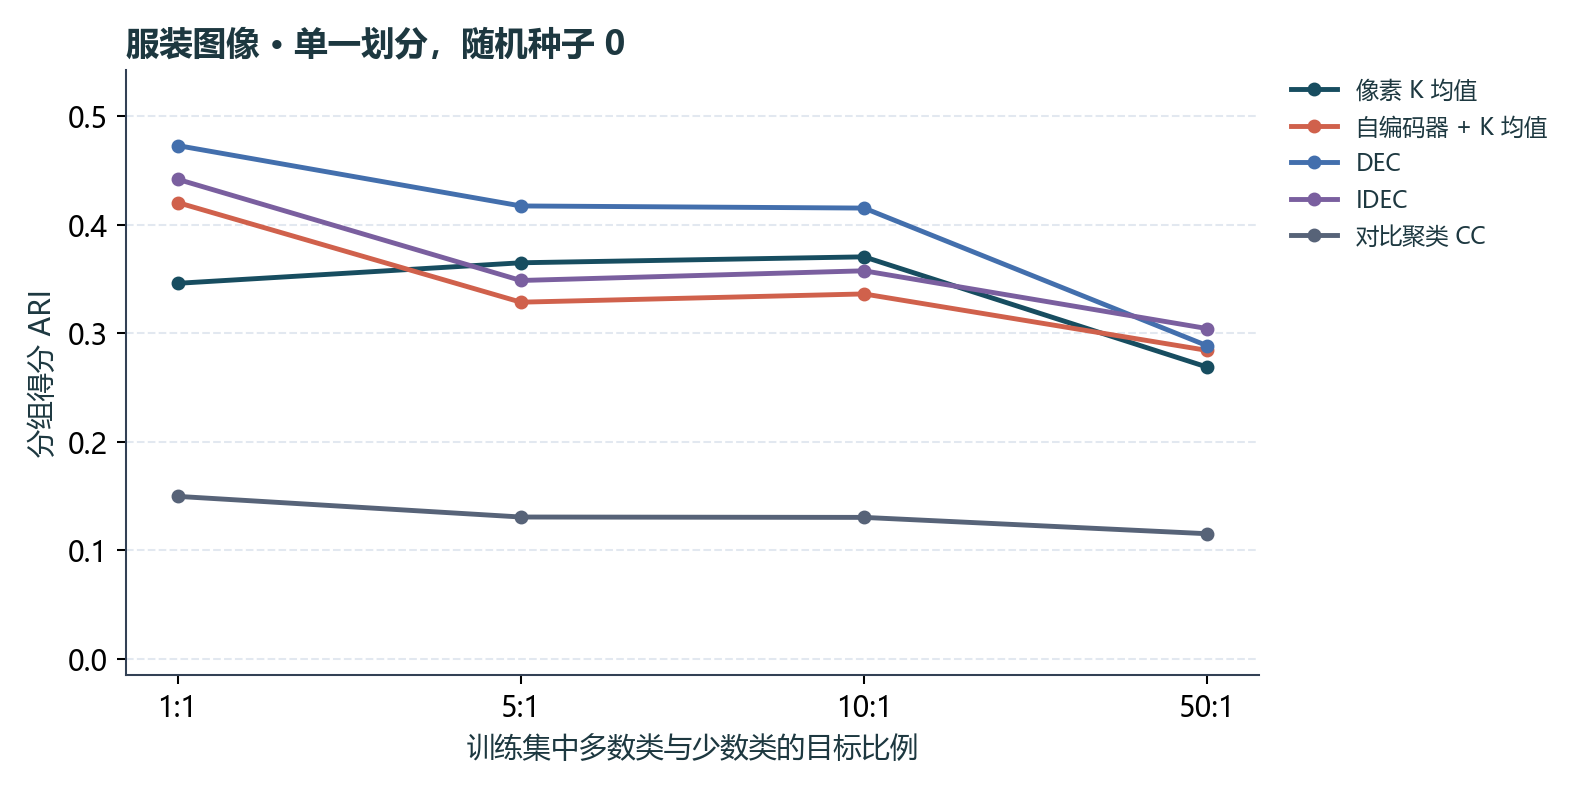 服装图像 • 单一划分，随机种子 0
像素 K 均值
自编码器 + K 均值
DEC
IDEC
对比聚类 CC
分组得分 ARI
0.5
0.4
0.3
0.2
0.1
0.0
1:1
5:1
10:1
50:1
训练集中多数类与少数类的目标比例